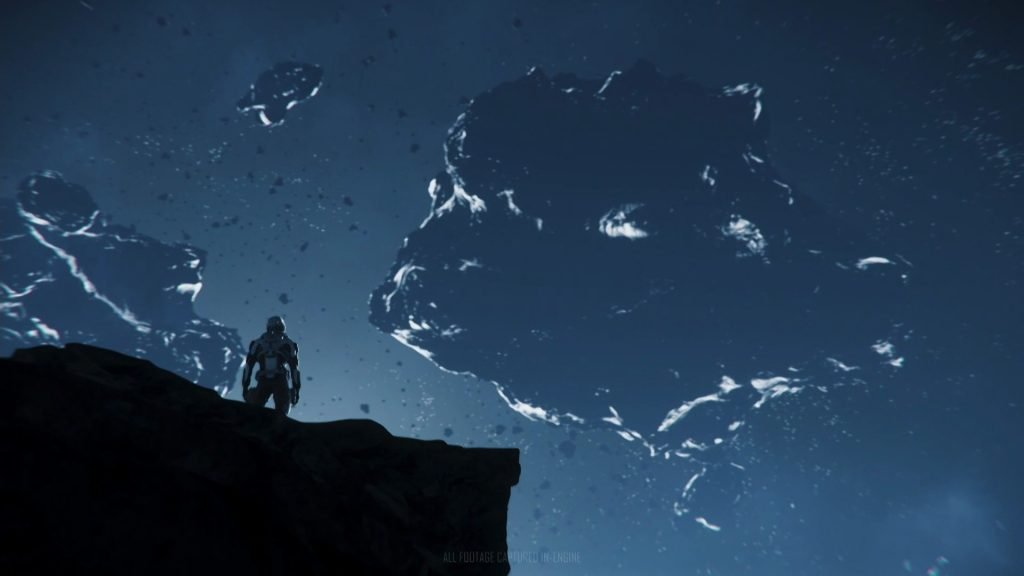 ALL FOOTAGE CAPTURED IN-ENGINE